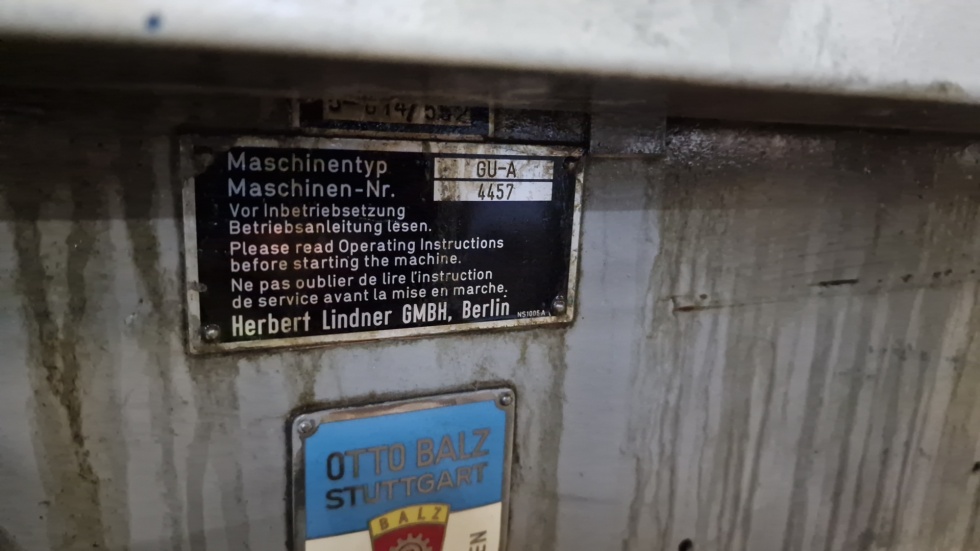 Maschinentyp GU-A
Maschinen-Nr. 4457
Vor Inbetriebsetzung
Betriebsanleitung lesen.
Please read Operating Instructions
before starting the machine.
Ne pas oublier de lire l'instruction
de service avant la mise en marche.
Herbert Lindner GMBH, Berlin
OTTO BALZ
STUTTGART
BALZ